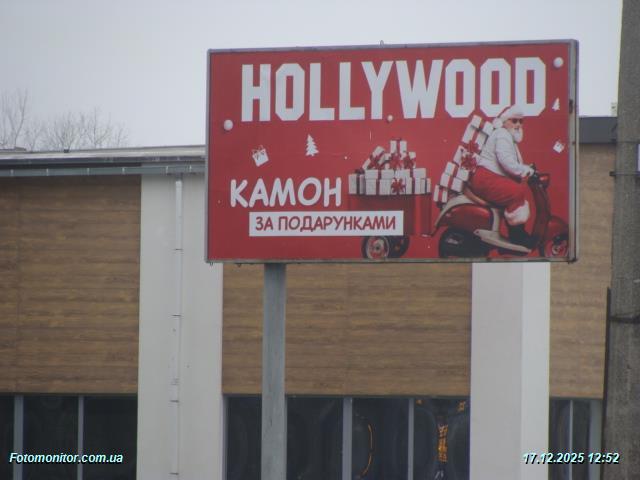 HOLLYWOOD
КАМОН
ЗА ПОДАРУНКАМИ
Fotomonitor.com.ua
17.12.2025 12:52